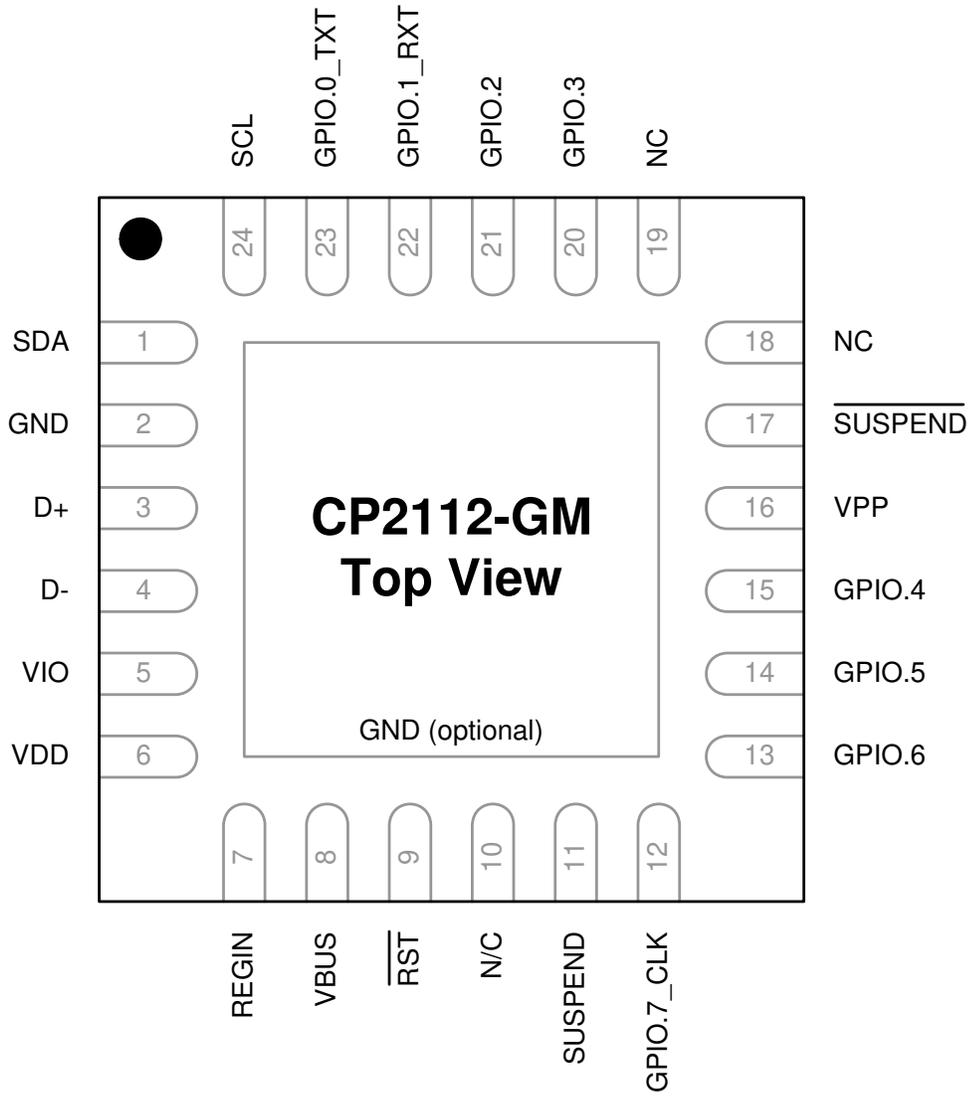 SCL
GPIO.0_TXT
GPIO.1_RXT
GPIO.2
GPIO.3
NC
24
23
22
21
20
19
SDA 1
GND 2
D+ 3
D- 4
VIO 5
VDD 6
18 NC
17 SUSPEND
16 VPP
15 GPIO.4
14 GPIO.5
13 GPIO.6
CP2112-GM
Top View
GND (optional)
7
8
9
10
11
12
REGIN
VBUS
RST
N/C
SUSPEND
GPIO.7_CLK